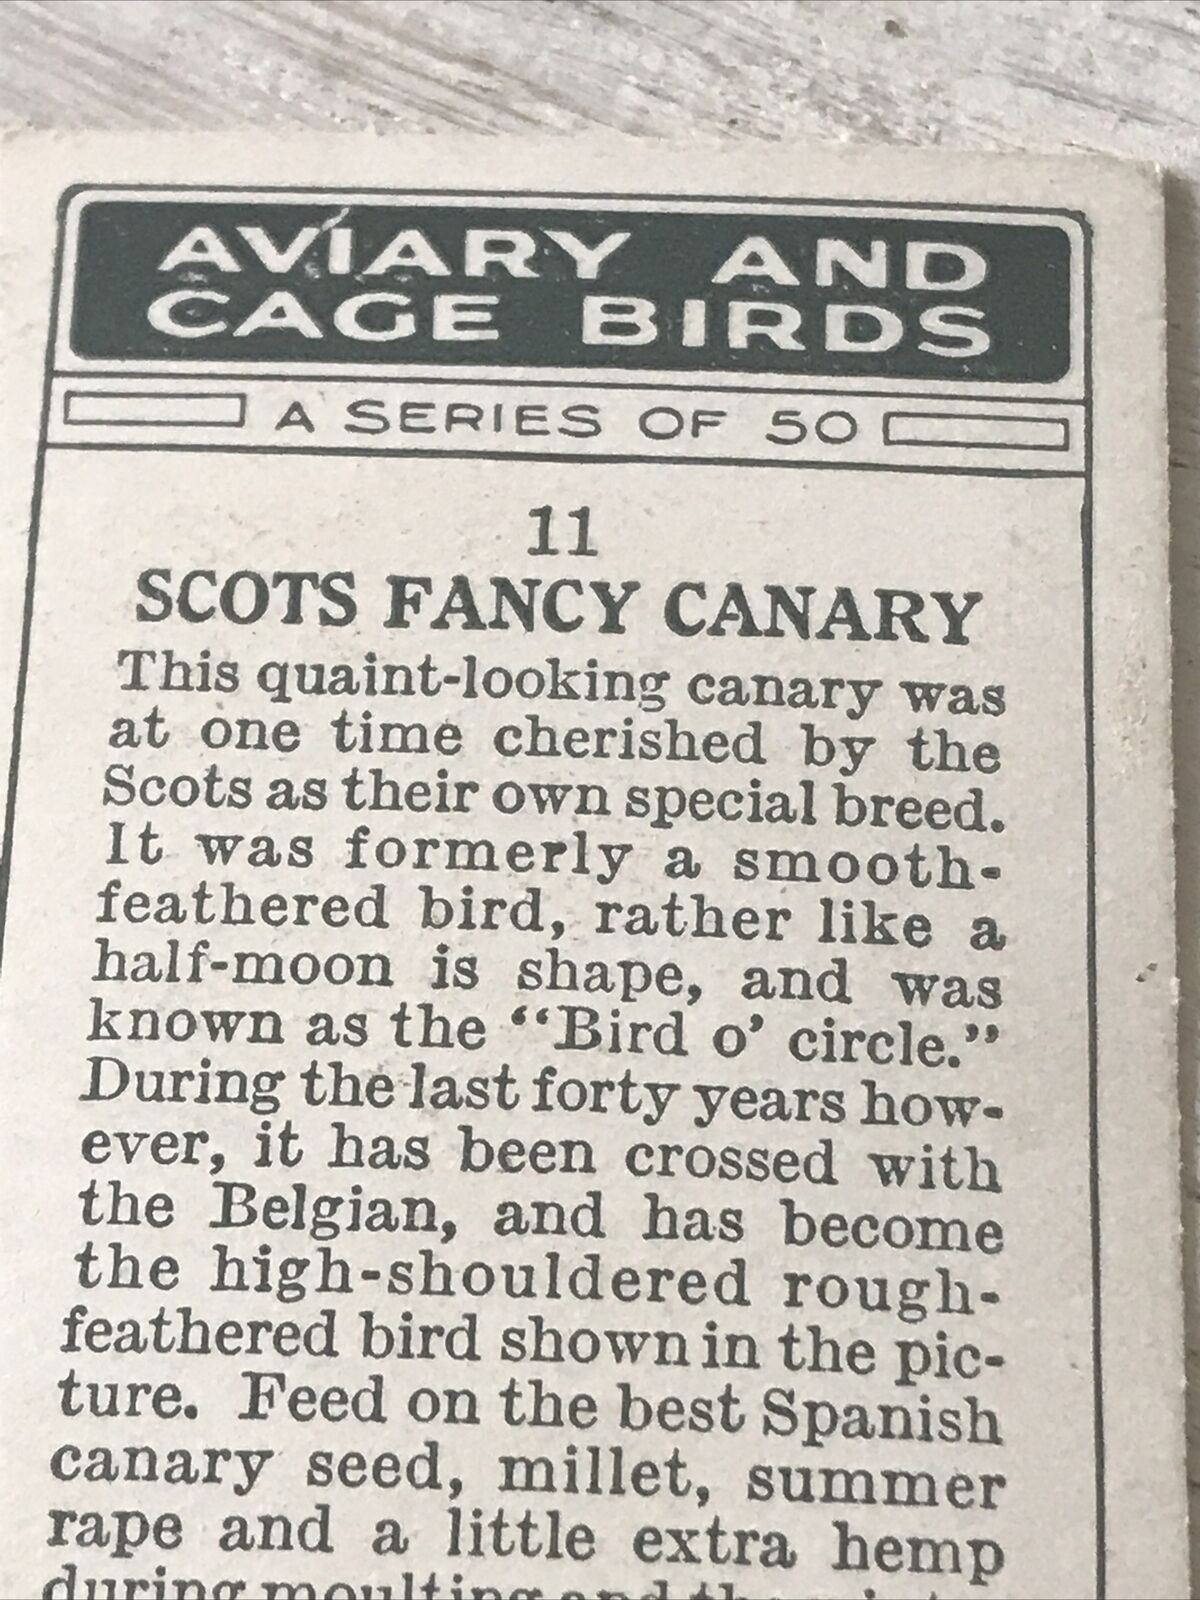 AVIARY AND
CAGE BIRDS
A SERIES OF 50
11
SCOTS FANCY CANARY
This quaint-looking canary was
at one time cherished by the
Scots as their own special breed.
It was formerly a smooth-
feathered bird, rather like a
half-moon is shape, and was
known as the "Bird o' circle."
During the last forty years how-
ever, it has been crossed with
the Belgian, and has become
the high-shouldered rough-
feathered bird shown in the pic-
ture. Feed on the best Spanish
canary seed, millet, summer
rape and a little extra hemp
during moulting and